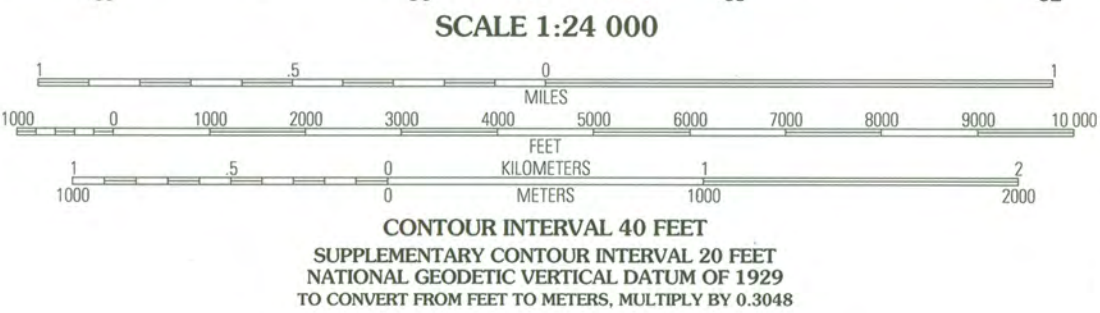 SCALE 1:24 000
1 .5 0 1
MILES
1000 0 1000 2000 3000 4000 5000 6000 7000 8000 9000 10 000
FEET
1 .5 0 KILOMETERS 1 2
1000 0 METERS 1000 2000
CONTOUR INTERVAL 40 FEET
SUPPLEMENTARY CONTOUR INTERVAL 20 FEET
NATIONAL GEODETIC VERTICAL DATUM OF 1929
TO CONVERT FROM FEET TO METERS, MULTIPLY BY 0.3048